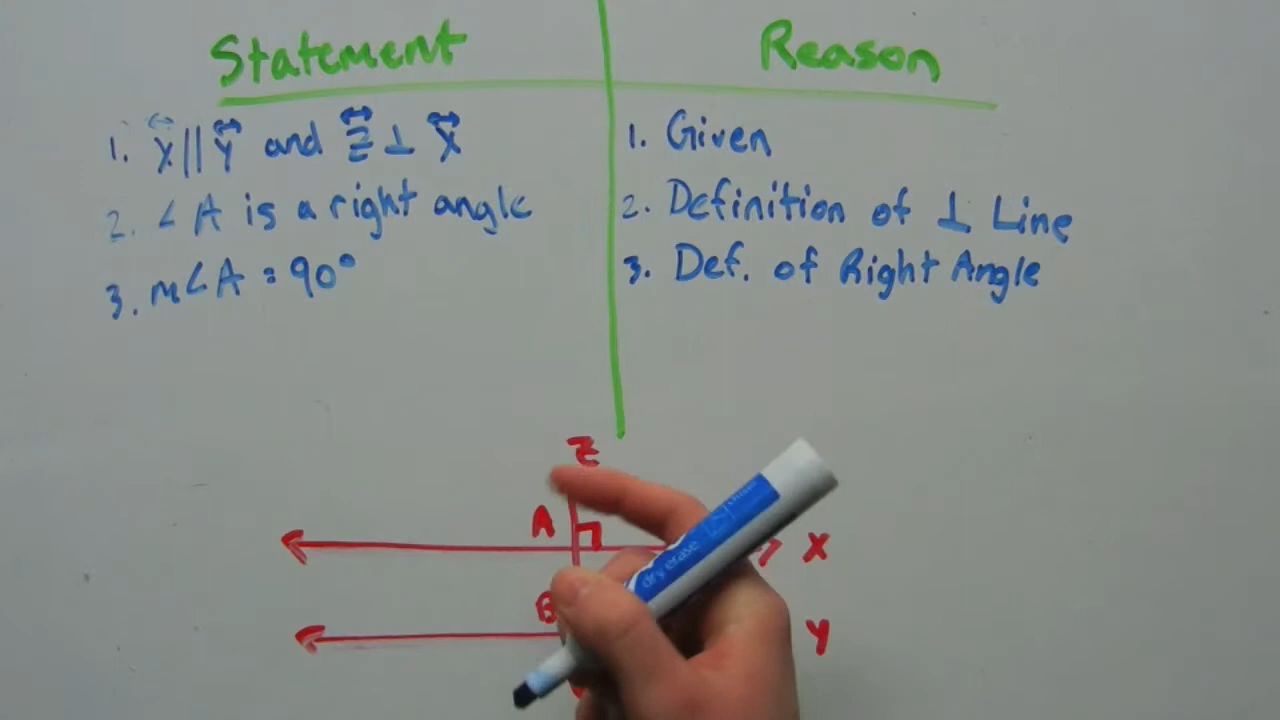 Statement
Reason
1. X || Y and Z ⊥ X
2. ∠A is a right angle
3. m∠A = 90°
1. Given
2. Definition of ⊥ Line
3. Def. of Right Angle
Z
A
X
B
Y
dry erase